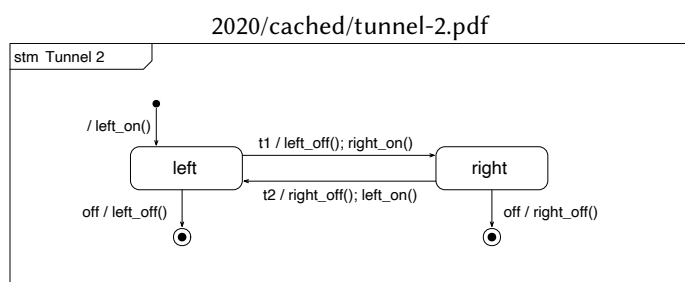 2020/cached/tunnel-2.pdf
stm Tunnel 2
/ left_on()
t1 / left_off(); right_on()
left
right
t2 / right_off(); left_on()
off / left_off()
off / right_off()